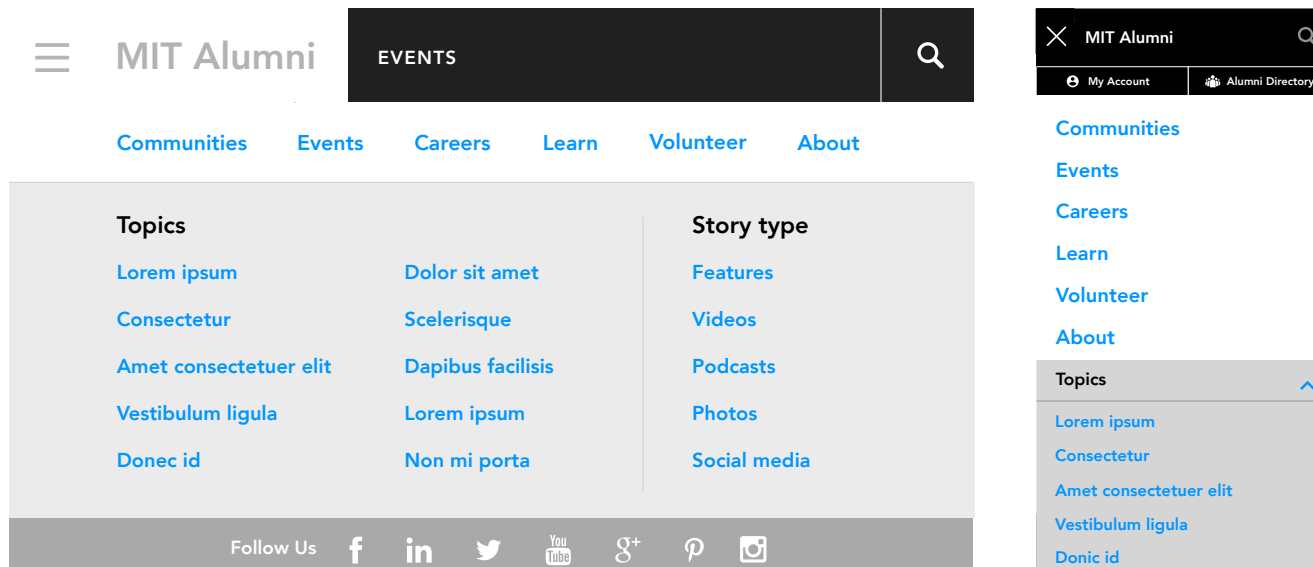 MIT Alumni
EVENTS
Communities Events Careers Learn Volunteer About
Topics
Lorem ipsum
Consectetur
Amet consectetuer elit
Vestibulum ligula
Donec id
Dolor sit amet
Scelerisque
Dapibus facilisis
Lorem ipsum
Non mi porta
Story type
Features
Videos
Podcasts
Photos
Social media
Follow Us f in You Tube g+
MIT Alumni
My Account Alumni Directory
Communities
Events
Careers
Learn
Volunteer
About
Topics
Lorem ipsum
Consectetur
Amet consectetuer elit
Vestibulum ligula
Donic id